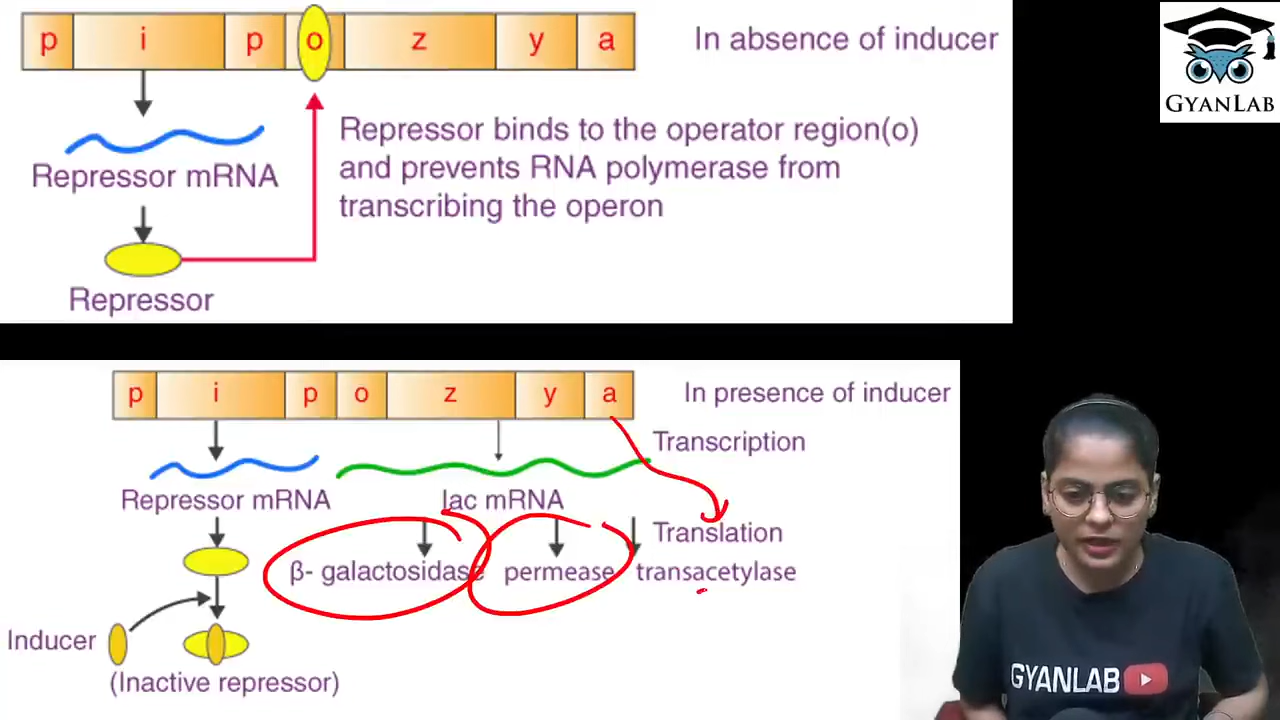 p i p o z y a In absence of inducer
GYANLAB
Repressor binds to the operator region(o)
and prevents RNA polymerase from
transcribing the operon
Repressor mRNA
Repressor
p i p o z y a In presence of inducer
Transcription
Repressor mRNA lac mRNA
Translation
β- galactosidase permease transacetylase
Inducer
(Inactive repressor)
GYANLAB